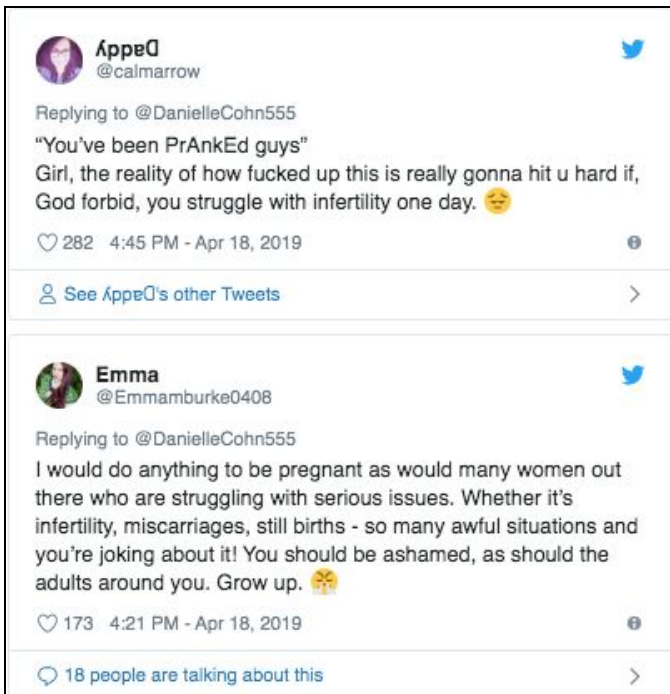 ʎppɐᗡ
@calmarrow
Replying to @DanielleCohn555
“You’ve been PrAnkEd guys”
Girl, the reality of how fucked up this is really gonna hit u hard if,
God forbid, you struggle with infertility one day. 😔
282 4:45 PM - Apr 18, 2019
See ʎppɐᗡ's other Tweets
Emma
@Emmamburke0408
Replying to @DanielleCohn555
I would do anything to be pregnant as would many women out
there who are struggling with serious issues. Whether it’s
infertility, miscarriages, still births - so many awful situations and
you’re joking about it! You should be ashamed, as should the
adults around you. Grow up. 😤
173 4:21 PM - Apr 18, 2019
18 people are talking about this